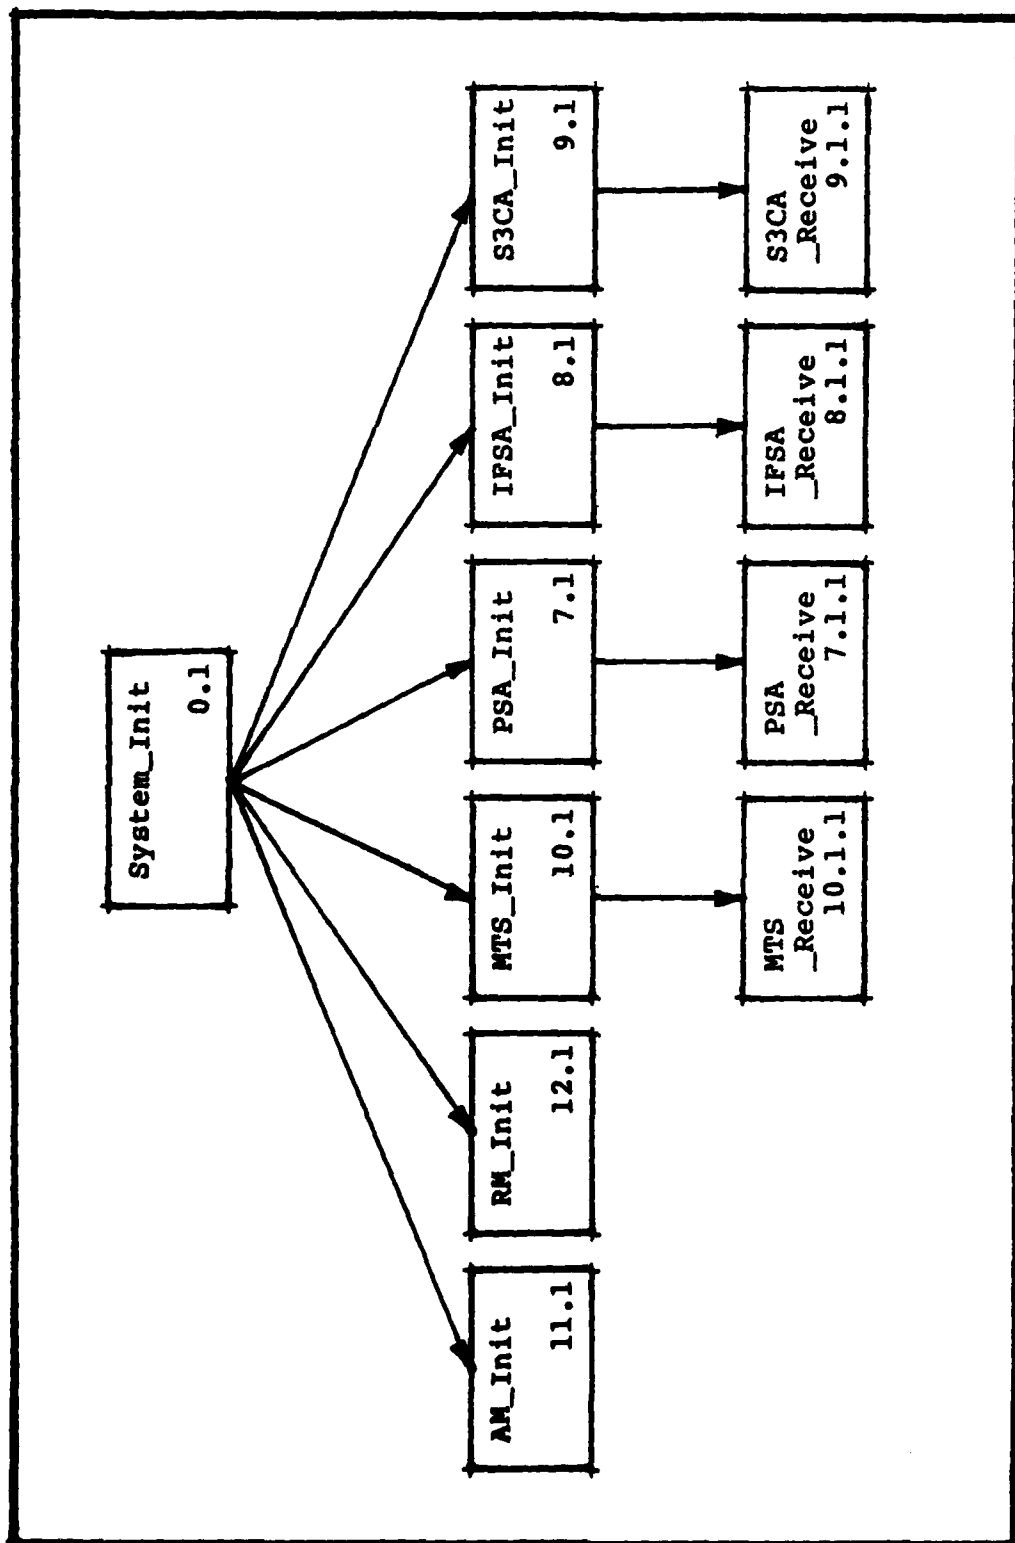 System_Init
0.1
AM_Init
11.1
RM_Init
12.1
MTS_Init
10.1
PSA_Init
7.1
IFSA_Init
8.1
S3CA_Init
9.1
MTS
_Receive
10.1.1
PSA
_Receive
7.1.1
IFSA
_Receive
8.1.1
S3CA
_Receive
9.1.1